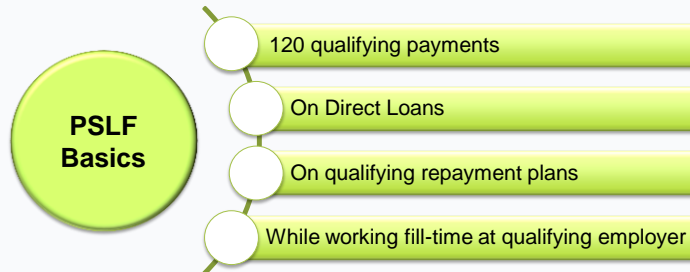 PSLF
Basics
120 qualifying payments
On Direct Loans
On qualifying repayment plans
While working fill-time at qualifying employer